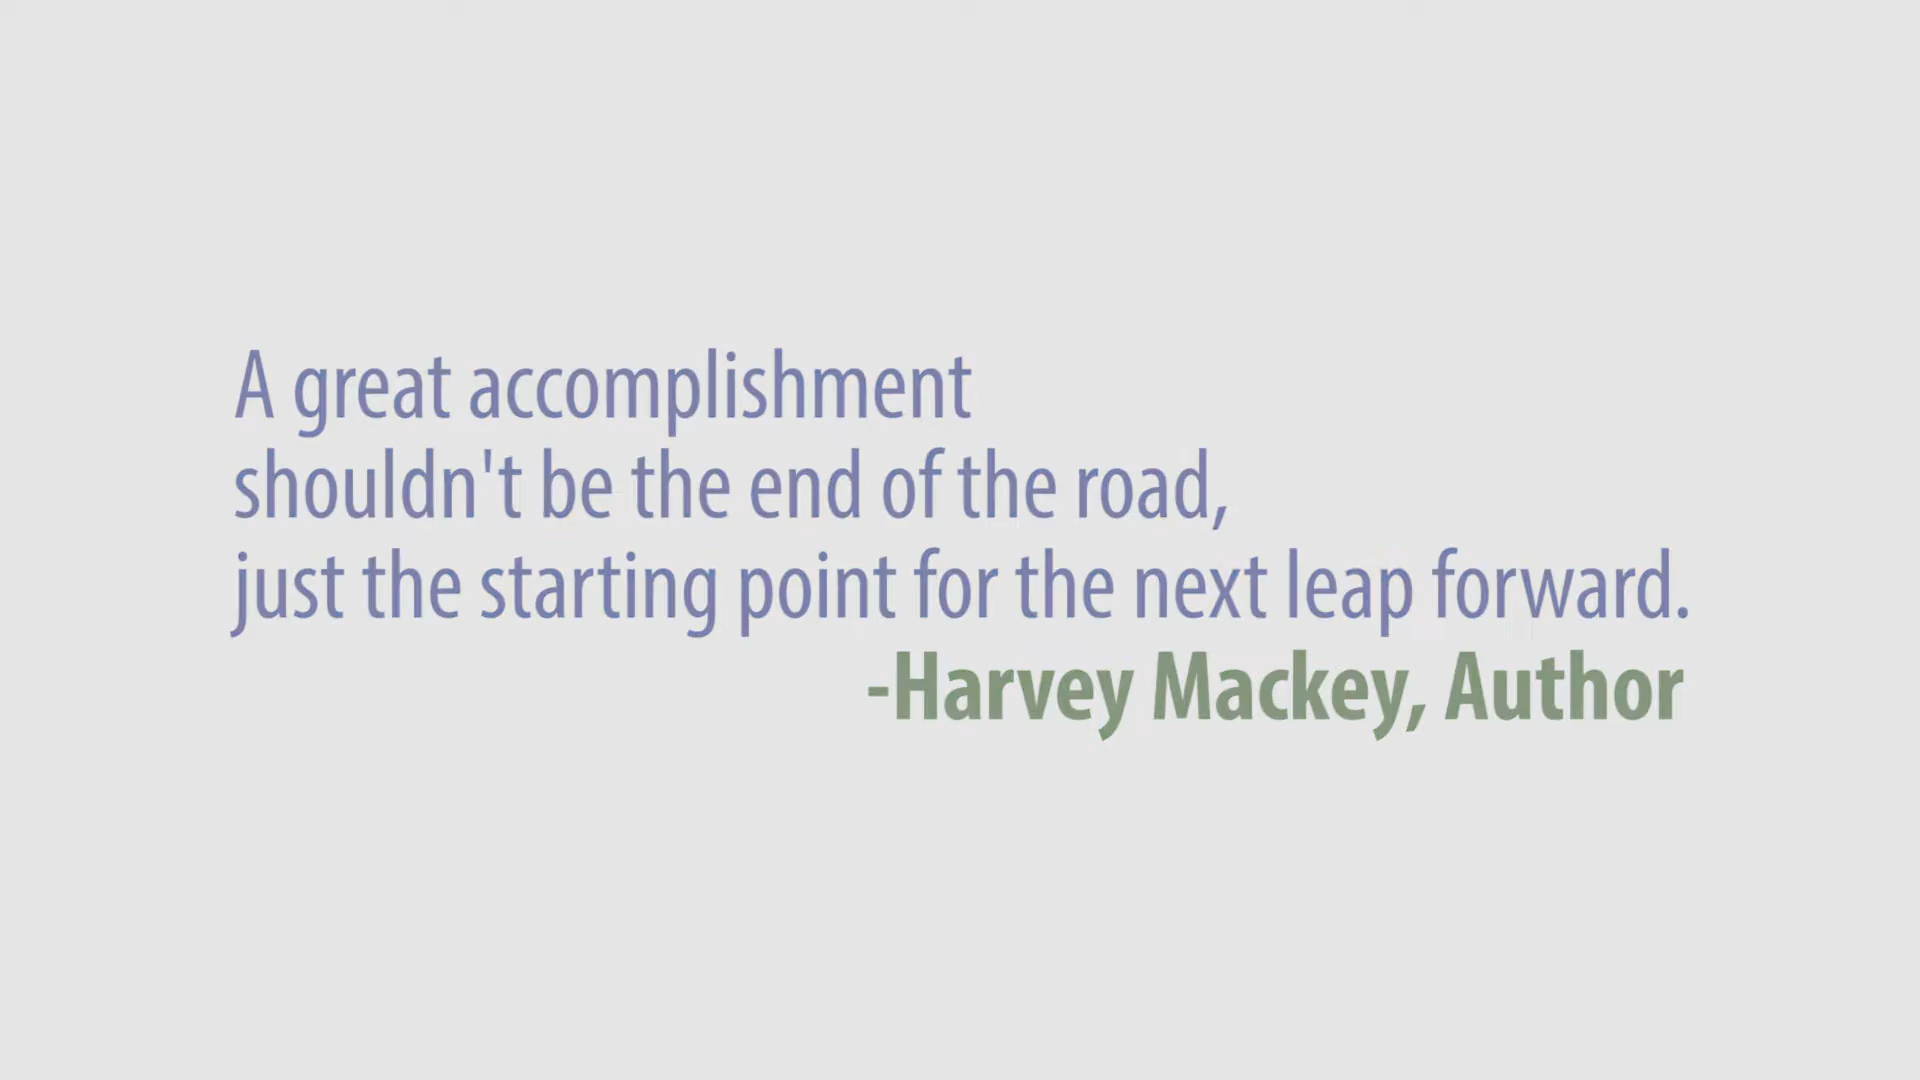 A great accomplishment
shouldn't be the end of the road,
just the starting point for the next leap forward.
-Harvey Mackey, Author